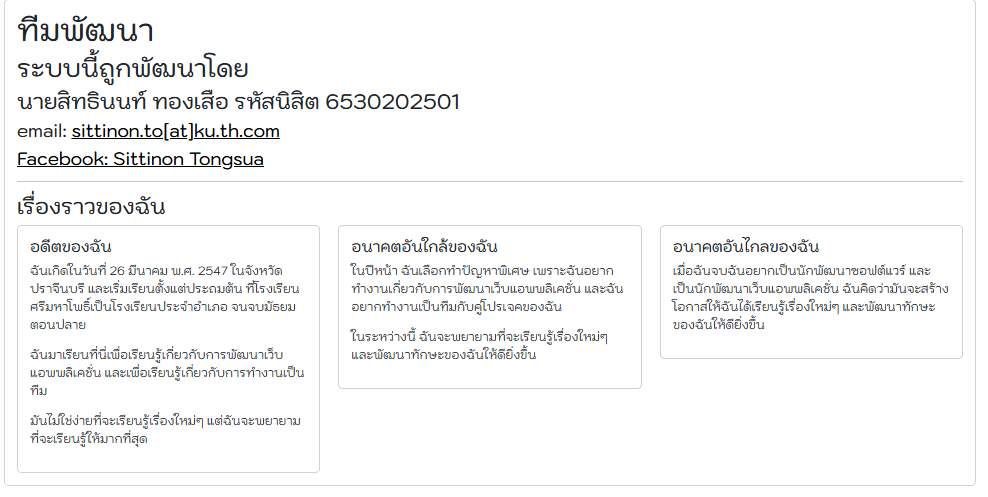 ทีมพัฒนา
ระบบนี้ถูกพัฒนาโดย
นายสิทธินนท์ ทองเสือ รหัสนิสิต 6530202501
email: sittinon.to[at]ku.th.com
Facebook: Sittinon Tongsua
เรื่องราวของฉัน
อดีตของฉัน
ฉันเกิดในวันที่ 26 มีนาคม พ.ศ. 2547 ในจังหวัด
ปราจีนบรี และเริ่มเรียนตั้งแต่ประถมต้น ที่โรงเรียน
ศรีมหาโพธิ์เป็นโรงเรียนประจำอำเภอ จนจบมัธยม
ตอนปลาย
ฉันมาเรียนที่นี่เพื่อเรียนรู้เกี่ยวกับการพัฒนาเว็บ
แอพพลิเคชั่น และเพื่อเรียนรู้เกี่ยวกับการทำงานเป็น
ทีม
มันไม่ใช่ง่ายที่จะเรียนรู้เรื่องใหม่ๆ แต่ฉันจะพยายาม
ที่จะเรียนรู้ให้มากที่สุด
อนาคตอันใกล้ของฉัน
ในปีหน้า ฉันเลือกทำปัญหาพิเศษ เพราะฉันอยาก
ทำงานเกี่ยวกับการพัฒนาเว็บแอพพลิเคชั่น และฉัน
อยากทำงานเป็นทีมกับคู่โปรเจคของฉัน
ในระหว่างนี้ ฉันจะพยายามที่จะเรียนรู้เรื่องใหม่ๆ
และพัฒนาทักษะของฉันให้ดียิ่งขึ้น
อนาคตอันไกลของฉัน
เมื่อฉันจบฉันอยากเป็นนักพัฒนาซอฟต์แวร์ และ
เป็นนักพัฒนาเว็บแอพพลิเคชั่น ฉันคิดว่ามันจะสร้าง
โอกาสให้ฉันได้เรียนรู้เรื่องใหม่ๆ และพัฒนาทักษะ
ของฉันให้ดียิ่งขึ้น